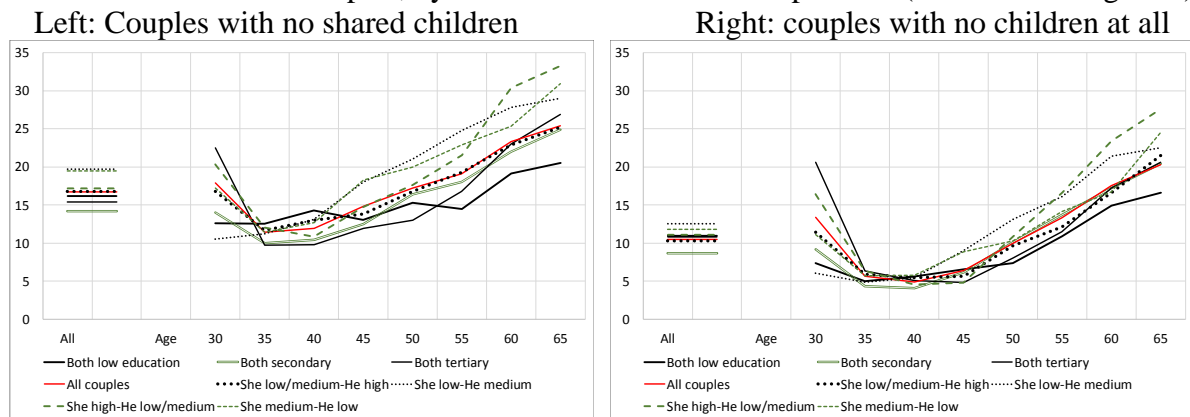 Left: Couples with no shared children
Right: couples with no children at all
35
30
25
20
15
10
5
0
All Age 30 35 40 45 50 55 60 65
Both low education Both secondary Both tertiary
All couples She low/medium-He high She low-He medium
She high-He low/medium She medium-He low
35
30
25
20
15
10
5
0
All Age 30 35 40 45 50 55 60 65
Both low education Both secondary Both tertiary
All couples She low/medium-He high She low-He medium
She high-He low/medium She medium-He low